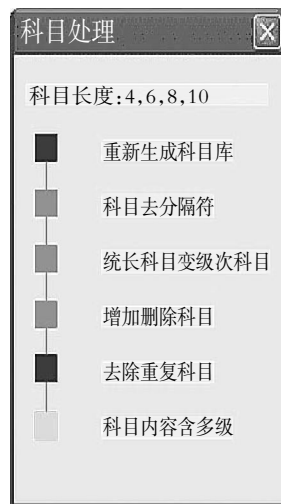 科目处理
科目长度:4,6,8,10
重新生成科目库
科目去分隔符
统长科目变级次科目
增加删除科目
去除重复科目
科目内容含多级